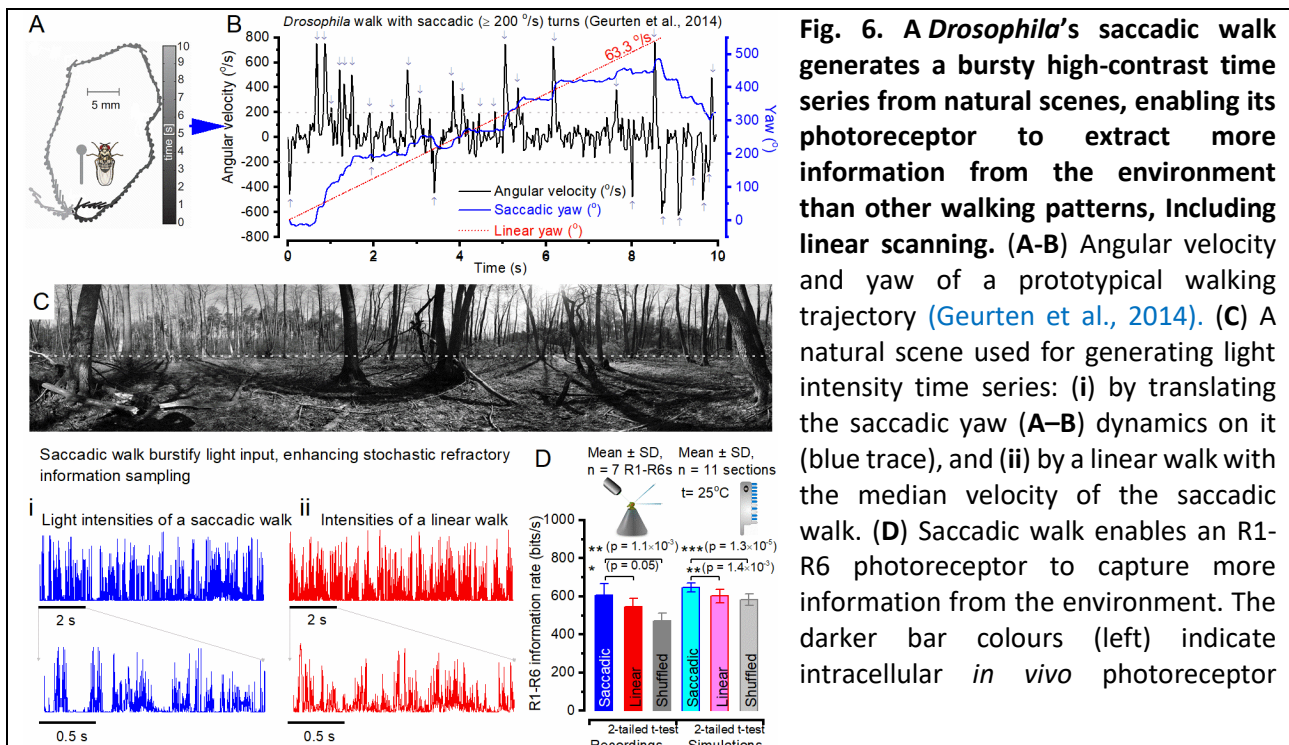 A
5 mm
time [s]
10
9
8
7
6
5
4
3
2
1
0
B
Drosophila walk with saccadic (≥ 200 °/s) turns (Geurten et al., 2014)
Angular velocity (°/s)
800
600
400
200
0
-200
-400
-600
-800
63.3 °/s
Angular velocity (°/s)
Saccadic yaw (°)
Linear yaw (°)
500
400
300
200
100
0
Yaw (°)
0 2 4 6 8 10
Time (s)
C
Saccadic walk burstify light input, enhancing stochastic refractory
information sampling
i
Light intensities of a saccadic walk
2 s
0.5 s
ii
Intensities of a linear walk
2 s
0.5 s
D
Mean ± SD, Mean ± SD,
n = 7 R1-R6s n = 11 sections
t= 25°C
R1-R6 information rate (bits/s)
1000
800
600
400
200
0
** (p = 1.1×10⁻³) *** (p = 1.3×10⁻⁵)
* (p = 0.05) ** (p = 1.4×10⁻³)
Saccadic Linear Shuffled Saccadic Linear Shuffled
2-tailed t-test 2-tailed t-test
Recordings Simulations
Fig. 6. A Drosophila's saccadic walk
generates a bursty high-contrast time
series from natural scenes, enabling its
photoreceptor to extract more
information from the environment
than other walking patterns, Including
linear scanning. (A-B) Angular velocity
and yaw of a prototypical walking
trajectory (Geurten et al., 2014). (C) A
natural scene used for generating light
intensity time series: (i) by translating
the saccadic yaw (A–B) dynamics on it
(blue trace), and (ii) by a linear walk with
the median velocity of the saccadic
walk. (D) Saccadic walk enables an R1-
R6 photoreceptor to capture more
information from the environment. The
darker bar colours (left) indicate
intracellular in vivo photoreceptor